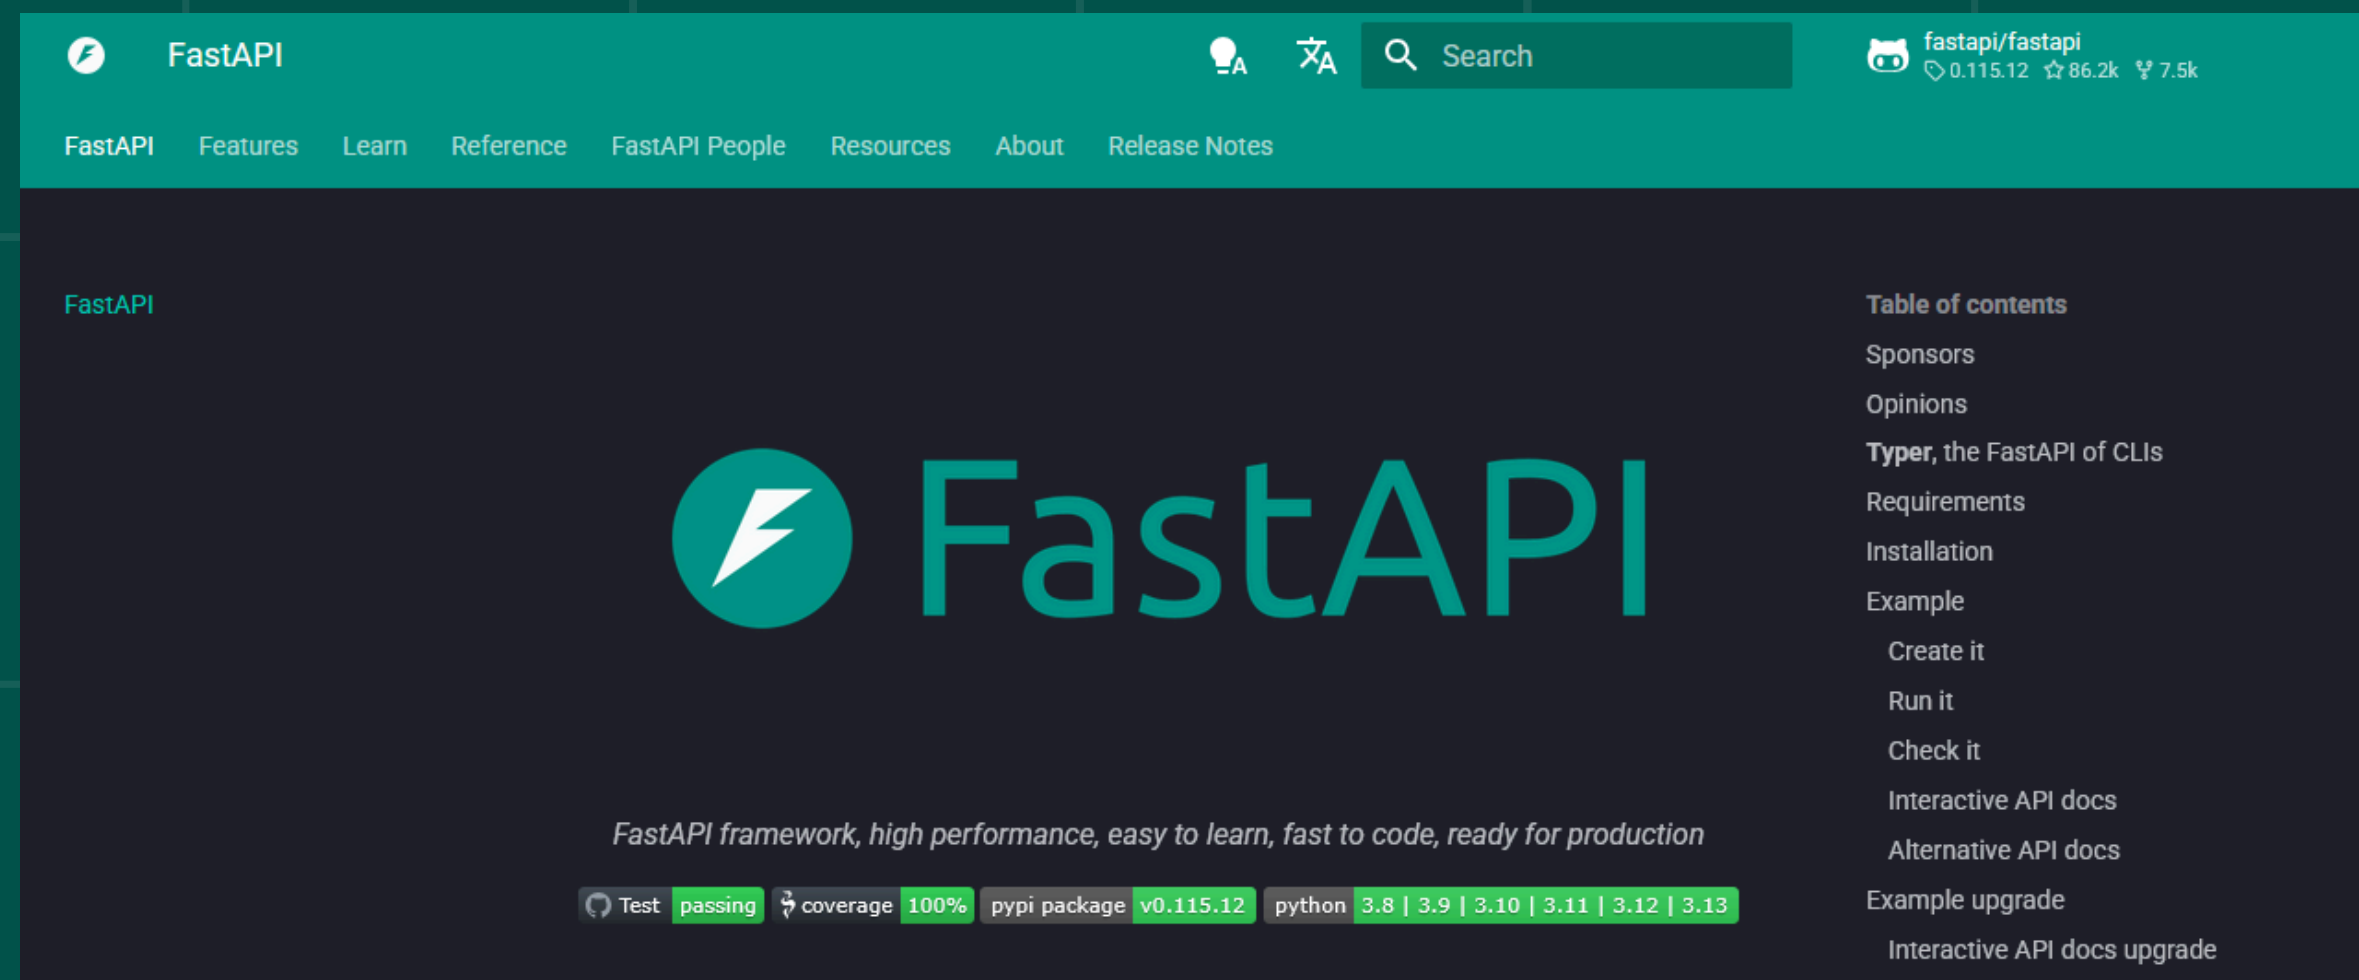 FastAPI
Search
fastapi/fastapi
0.115.12 86.2k 7.5k
FastAPI Features Learn Reference FastAPI People Resources About Release Notes
FastAPI
FastAPI
FastAPI framework, high performance, easy to learn, fast to code, ready for production
Test passing coverage 100% pypi package v0.115.12 python 3.8 | 3.9 | 3.10 | 3.11 | 3.12 | 3.13
Table of contents
Sponsors
Opinions
Typer, the FastAPI of CLIs
Requirements
Installation
Example
Create it
Run it
Check it
Interactive API docs
Alternative API docs
Example upgrade
Interactive API docs upgrade